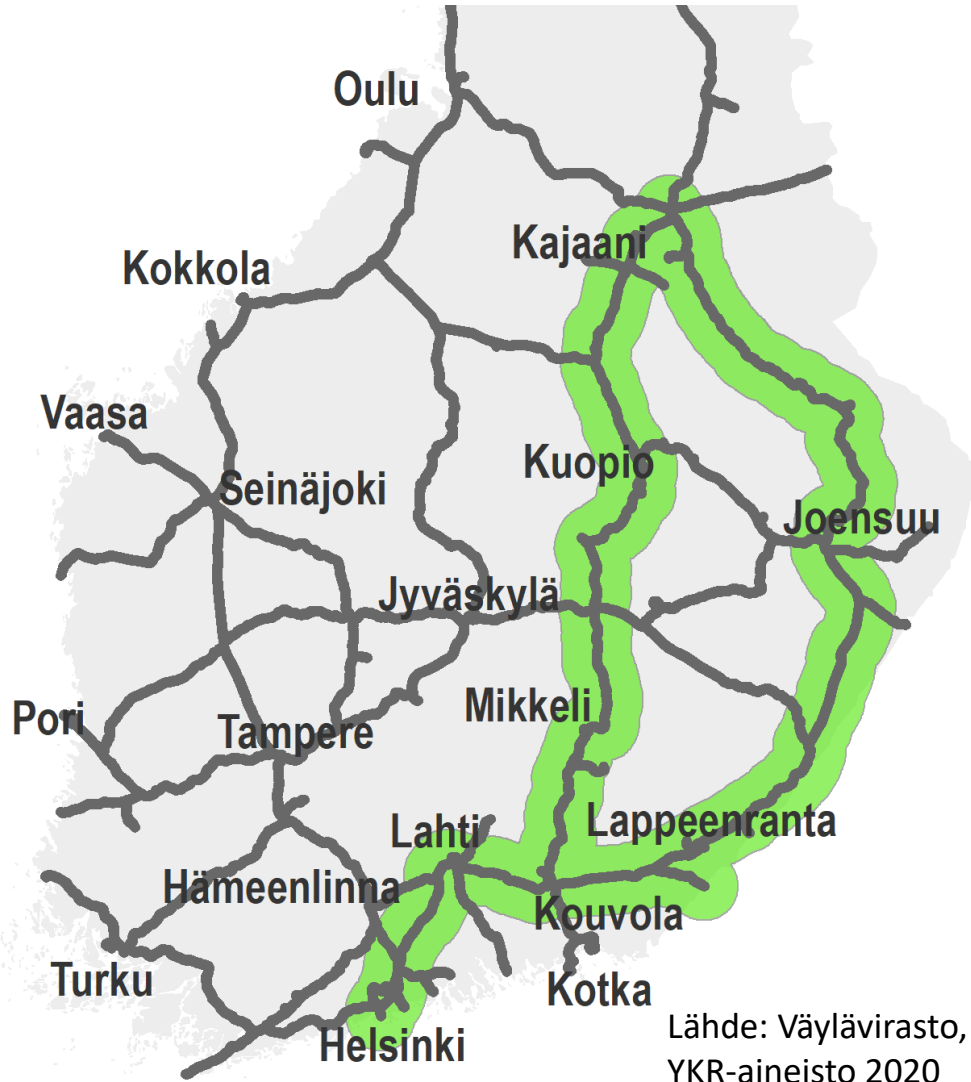 Oulu
Kajaani
Kokkola
Vaasa
Kuopio
Seinäjoki
Joensuu
Jyväskylä
Mikkeli
Pori
Tampere
Lahti
Lappeenranta
Hämeenlinna
Kouvola
Turku
Kotka
Helsinki
Lähde: Väylävirasto,
YKR-aineisto 2020